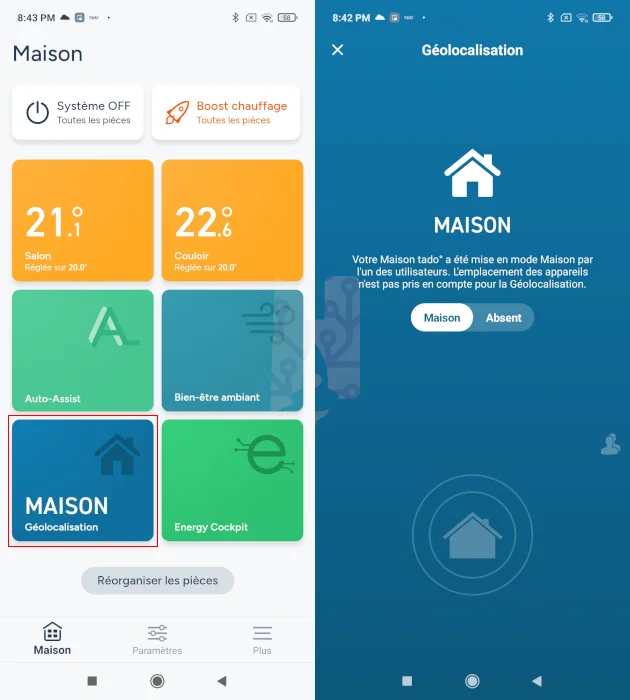 8:43 PM
58
Maison
Système OFF
Toutes les pièces
Boost chauffage
Toutes les pièces
21.1°
Salon
Réglée sur 20.0°
22.6°
Couloir
Réglée sur 20.0°
Auto-Assist
Bien-être ambiant
MAISON
Géolocalisation
Energy Cockpit
Réorganiser les pièces
Maison
Paramètres
Plus
8:42 PM
58
Géolocalisation
MAISON
Votre Maison tado° a été mise en mode Maison par
l'un des utilisateurs. L'emplacement des appareils
n'est pas pris en compte pour la Géolocalisation.
Maison
Absent